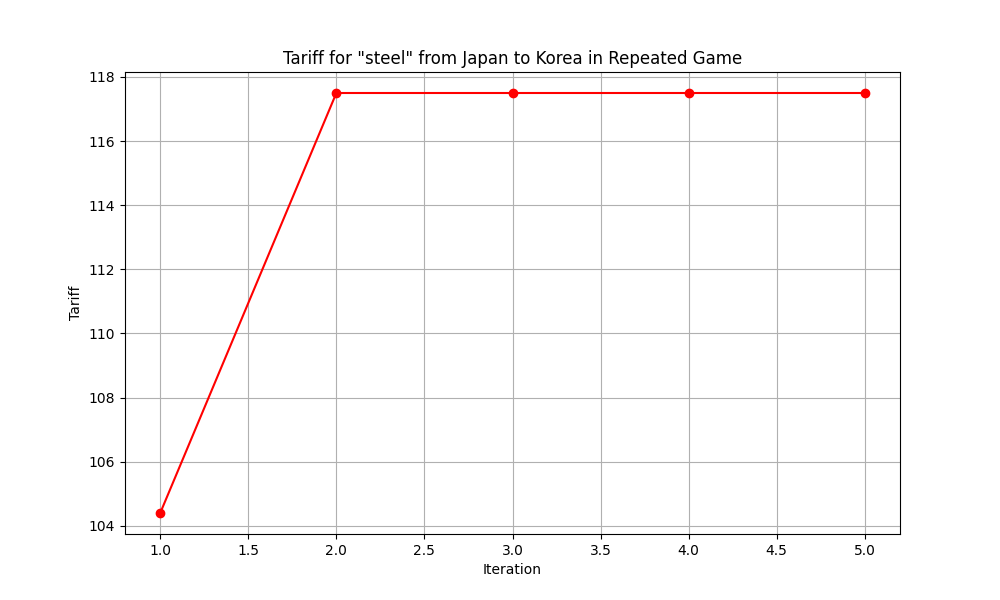 Tariff for "steel" from Japan to Korea in Repeated Game
118
116
114
112
110
108
106
104
Tariff
1.0 1.5 2.0 2.5 3.0 3.5 4.0 4.5 5.0
Iteration